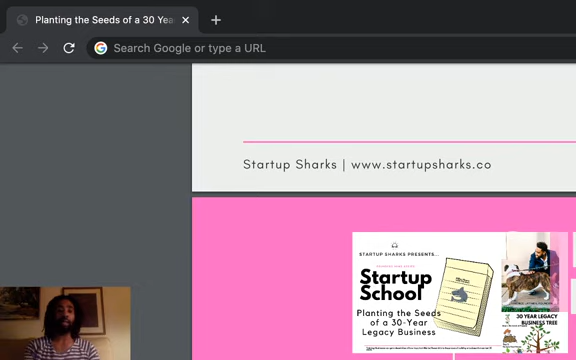 Planting the Seeds of a 30 Yea
Search Google or type a URL
Startup Sharks | www.startupsharks.co
STARTUP SHARKS PRESENTS...
Startup
School
Planting the Seeds
of a 30-Year
Legacy Business
30 YEAR LEGACY
BUSINESS TREE